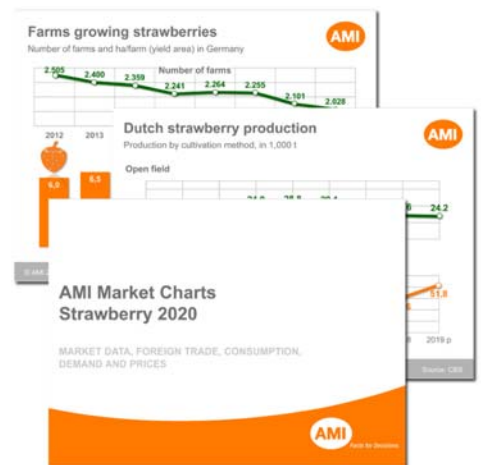 Farms growing strawberries
Number of farms and ha/farm (yield area) in Germany
AMI
Number of farms
2.505
2.400
2.359
2.241
2.264
2.255
2.101
2.028
2012 2013
6,0
6,5
Dutch strawberry production
Production by cultivation method, in 1,000 t
AMI
Open field
24.2
51,8
2019 p
Source: CBS
AMI Market Charts
Strawberry 2020
MARKET DATA, FOREIGN TRADE, CONSUMPTION,
DEMAND AND PRICES
AMI